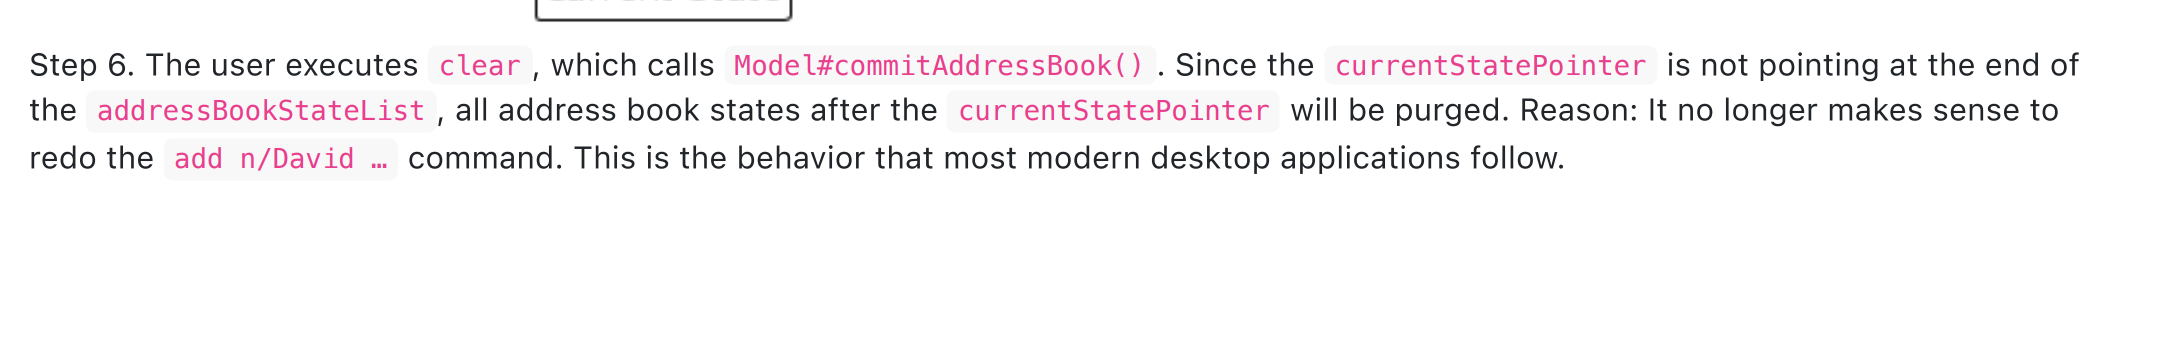 Step 6. The user executes clear, which calls Model#commitAddressBook(). Since the currentStatePointer is not pointing at the end of
the addressBookStateList, all address book states after the currentStatePointer will be purged. Reason: It no longer makes sense to
redo the add n/David … command. This is the behavior that most modern desktop applications follow.